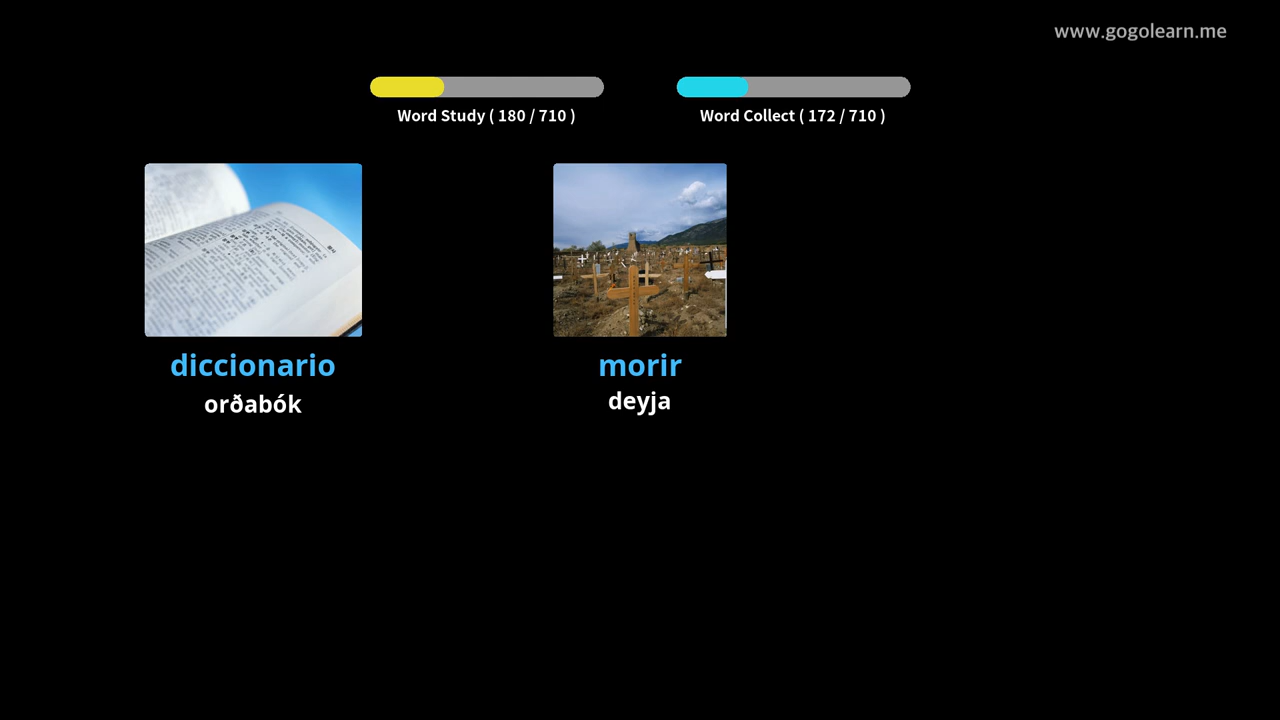 www.gogolearn.me
Word Study ( 180 / 710 )
Word Collect ( 172 / 710 )
diccionario
morir
orðabók
deyja